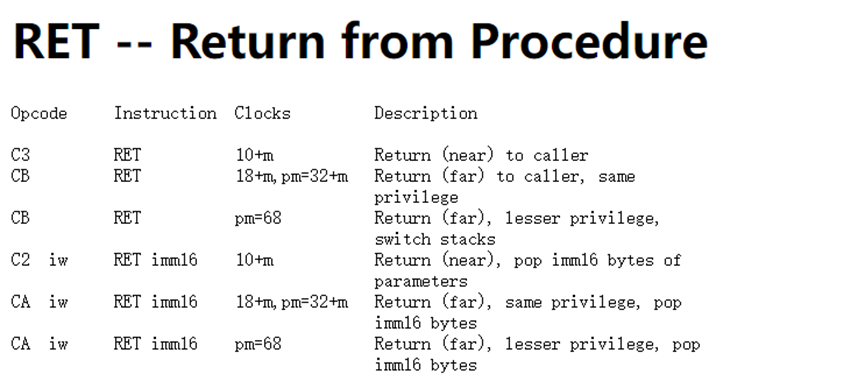 RET -- Return from Procedure
Opcode Instruction Clocks Description
C3 RET 10+m Return (near) to caller
CB RET 18+m,pm=32+m Return (far) to caller, same
privilege
CB RET pm=68 Return (far), lesser privilege,
switch stacks
C2 iw RET imm16 10+m Return (near), pop imm16 bytes of
parameters
CA iw RET imm16 18+m,pm=32+m Return (far), same privilege, pop
imm16 bytes
CA iw RET imm16 pm=68 Return (far), lesser privilege, pop
imm16 bytes